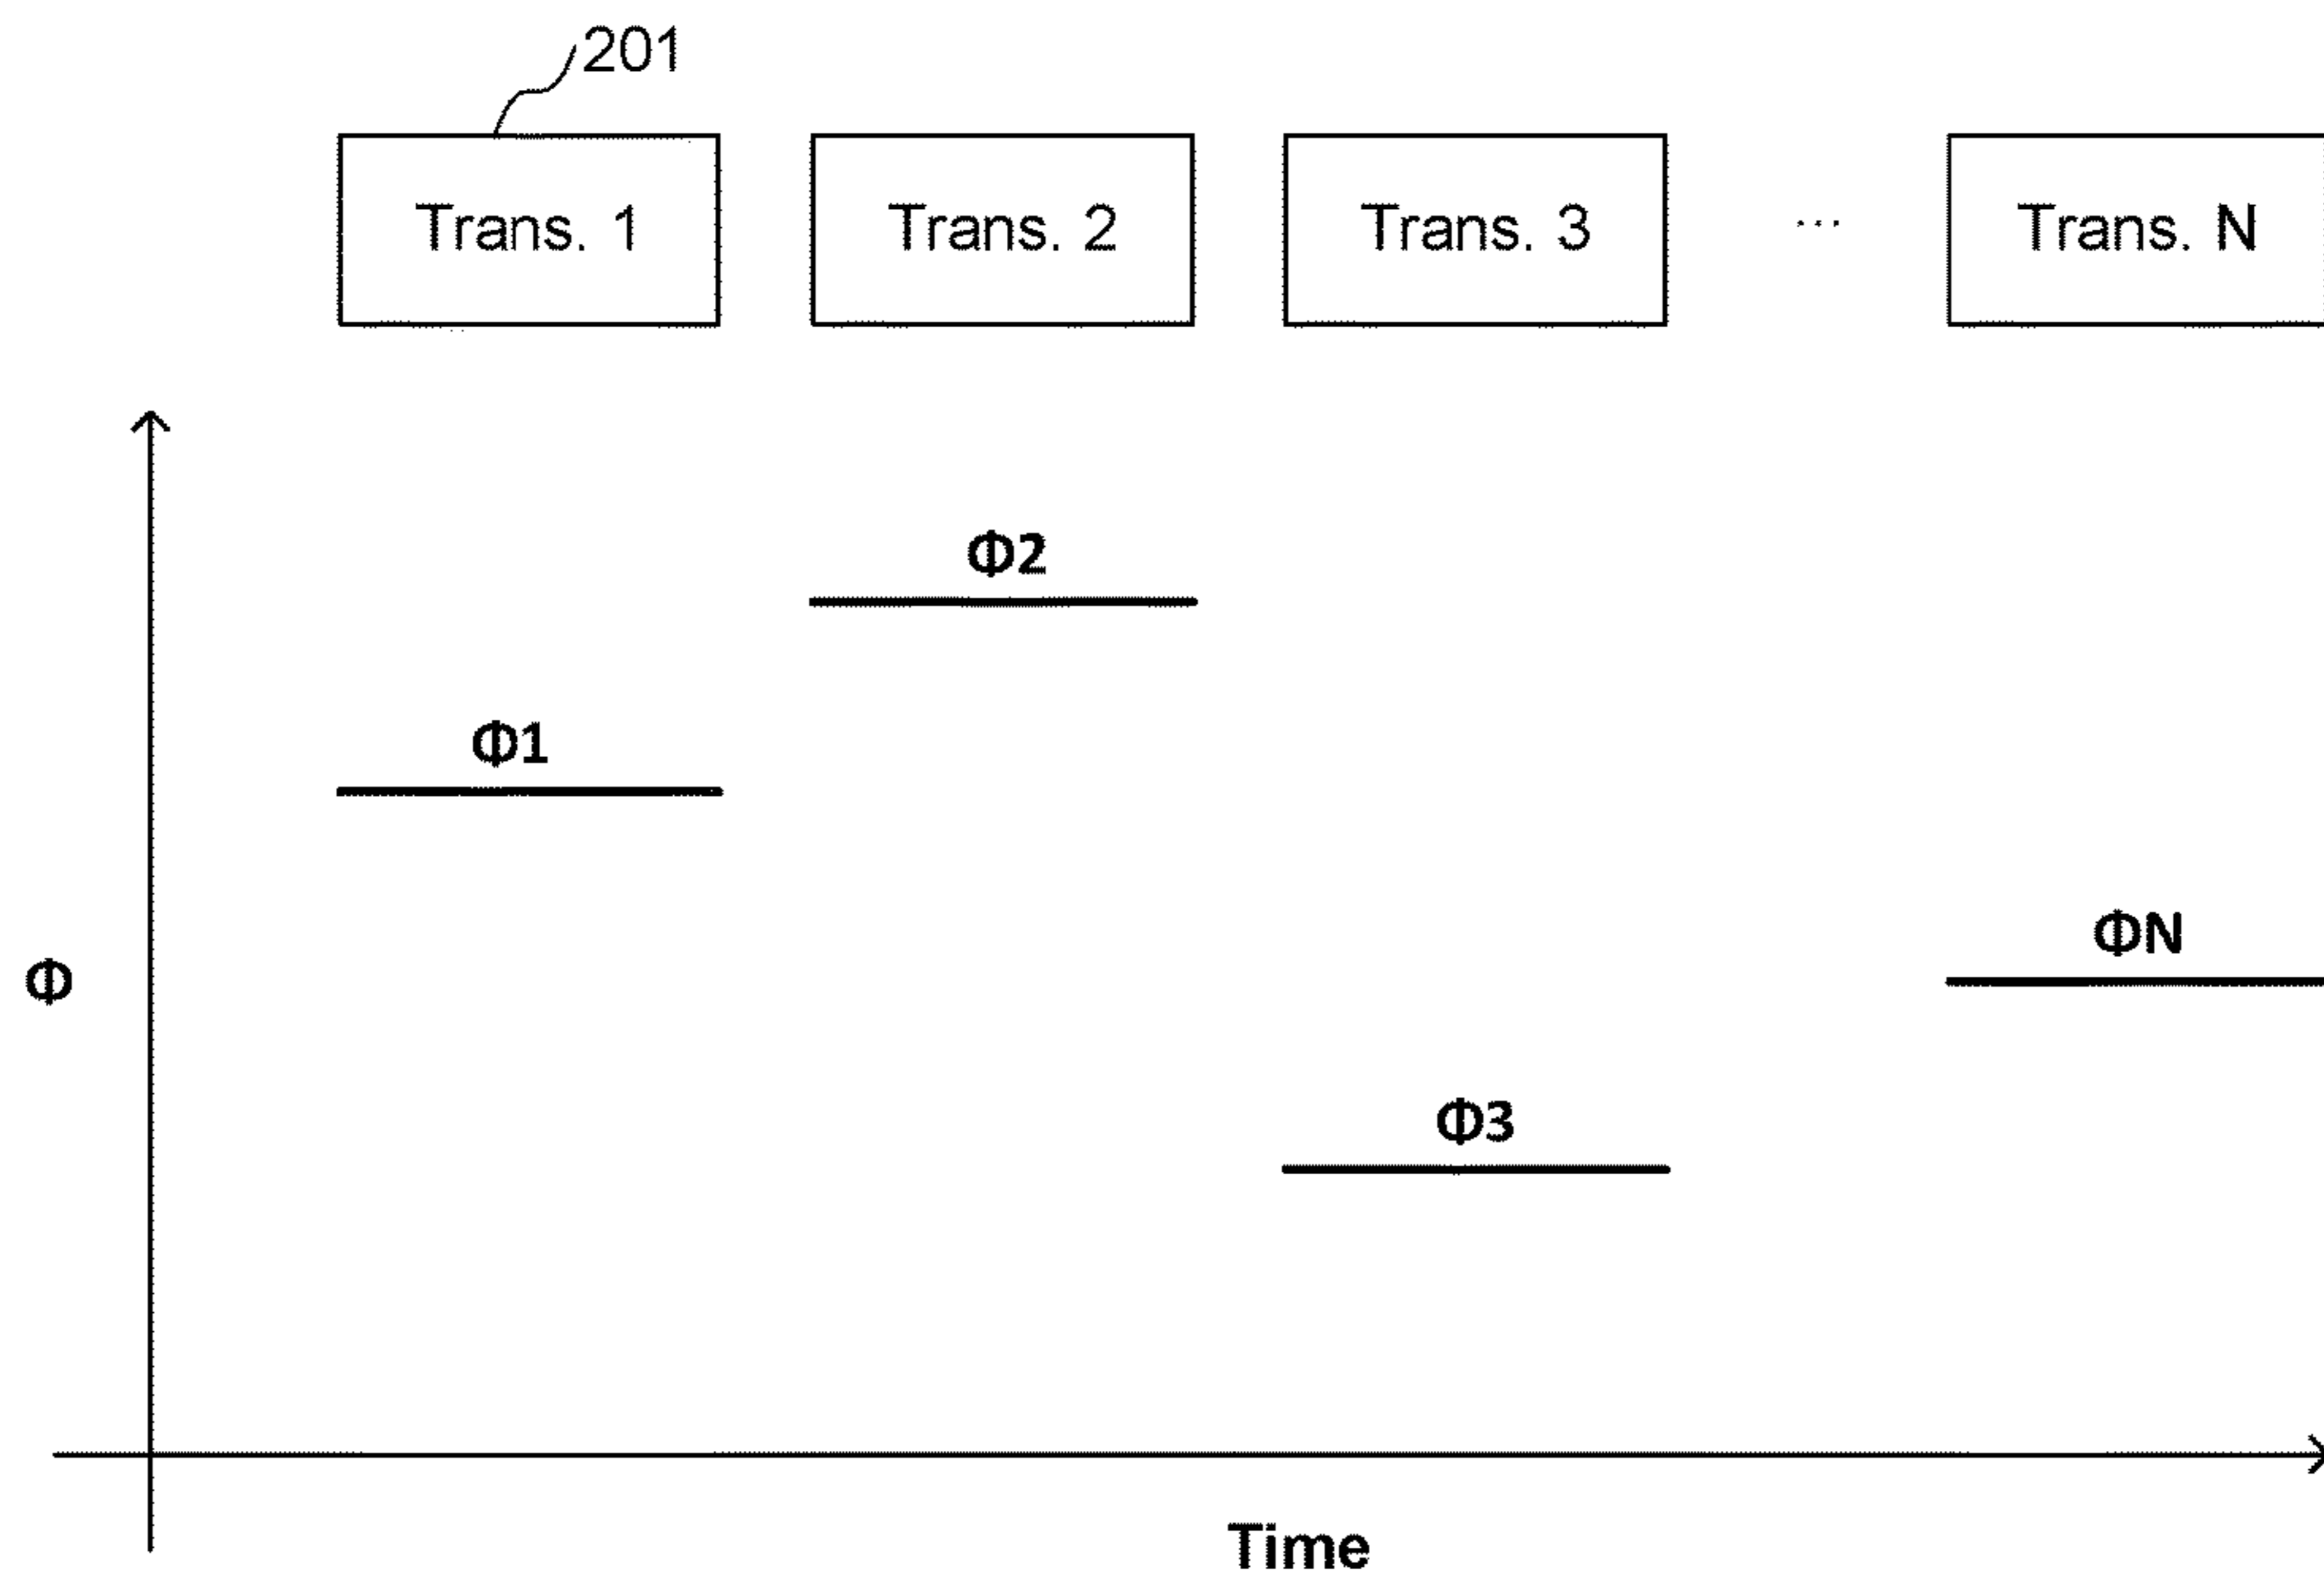 201
Trans. 1 Trans. 2 Trans. 3 ... Trans. N
Φ2
Φ1
ΦN
Φ
Φ3
Time